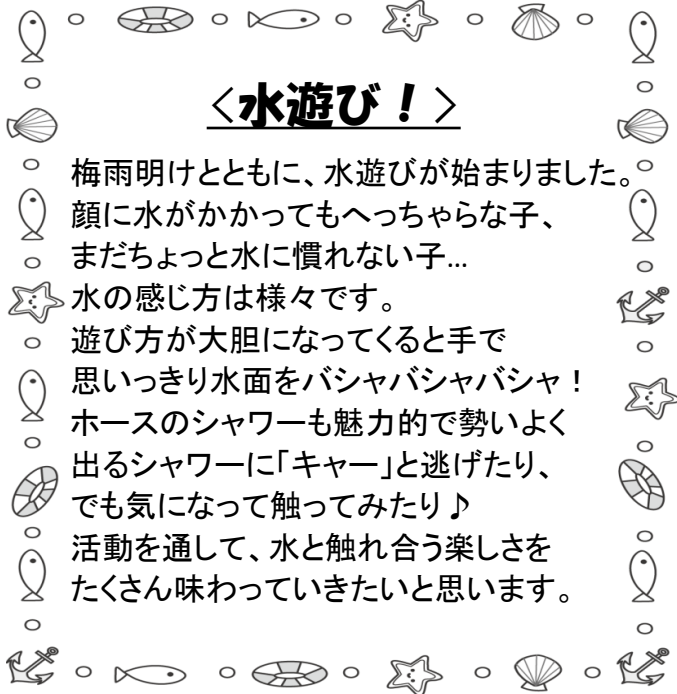 <水遊び！>
梅雨明けとともに、水遊びが始まりました。
顔に水がかかってもへっちゃらな子、
まだちょっと水に慣れない子...
水の感じ方は様々です。
遊び方が大胆になってくると手で
思いっきり水面をバシャバシャバシャ！
ホースのシャワーも魅力的で勢いよく
出るシャワーに「キャー」と逃げたり、
でも気になって触ってみたり♪
活動を通して、水と触れ合う楽しさを
たくさん味わっていきたいと思います。